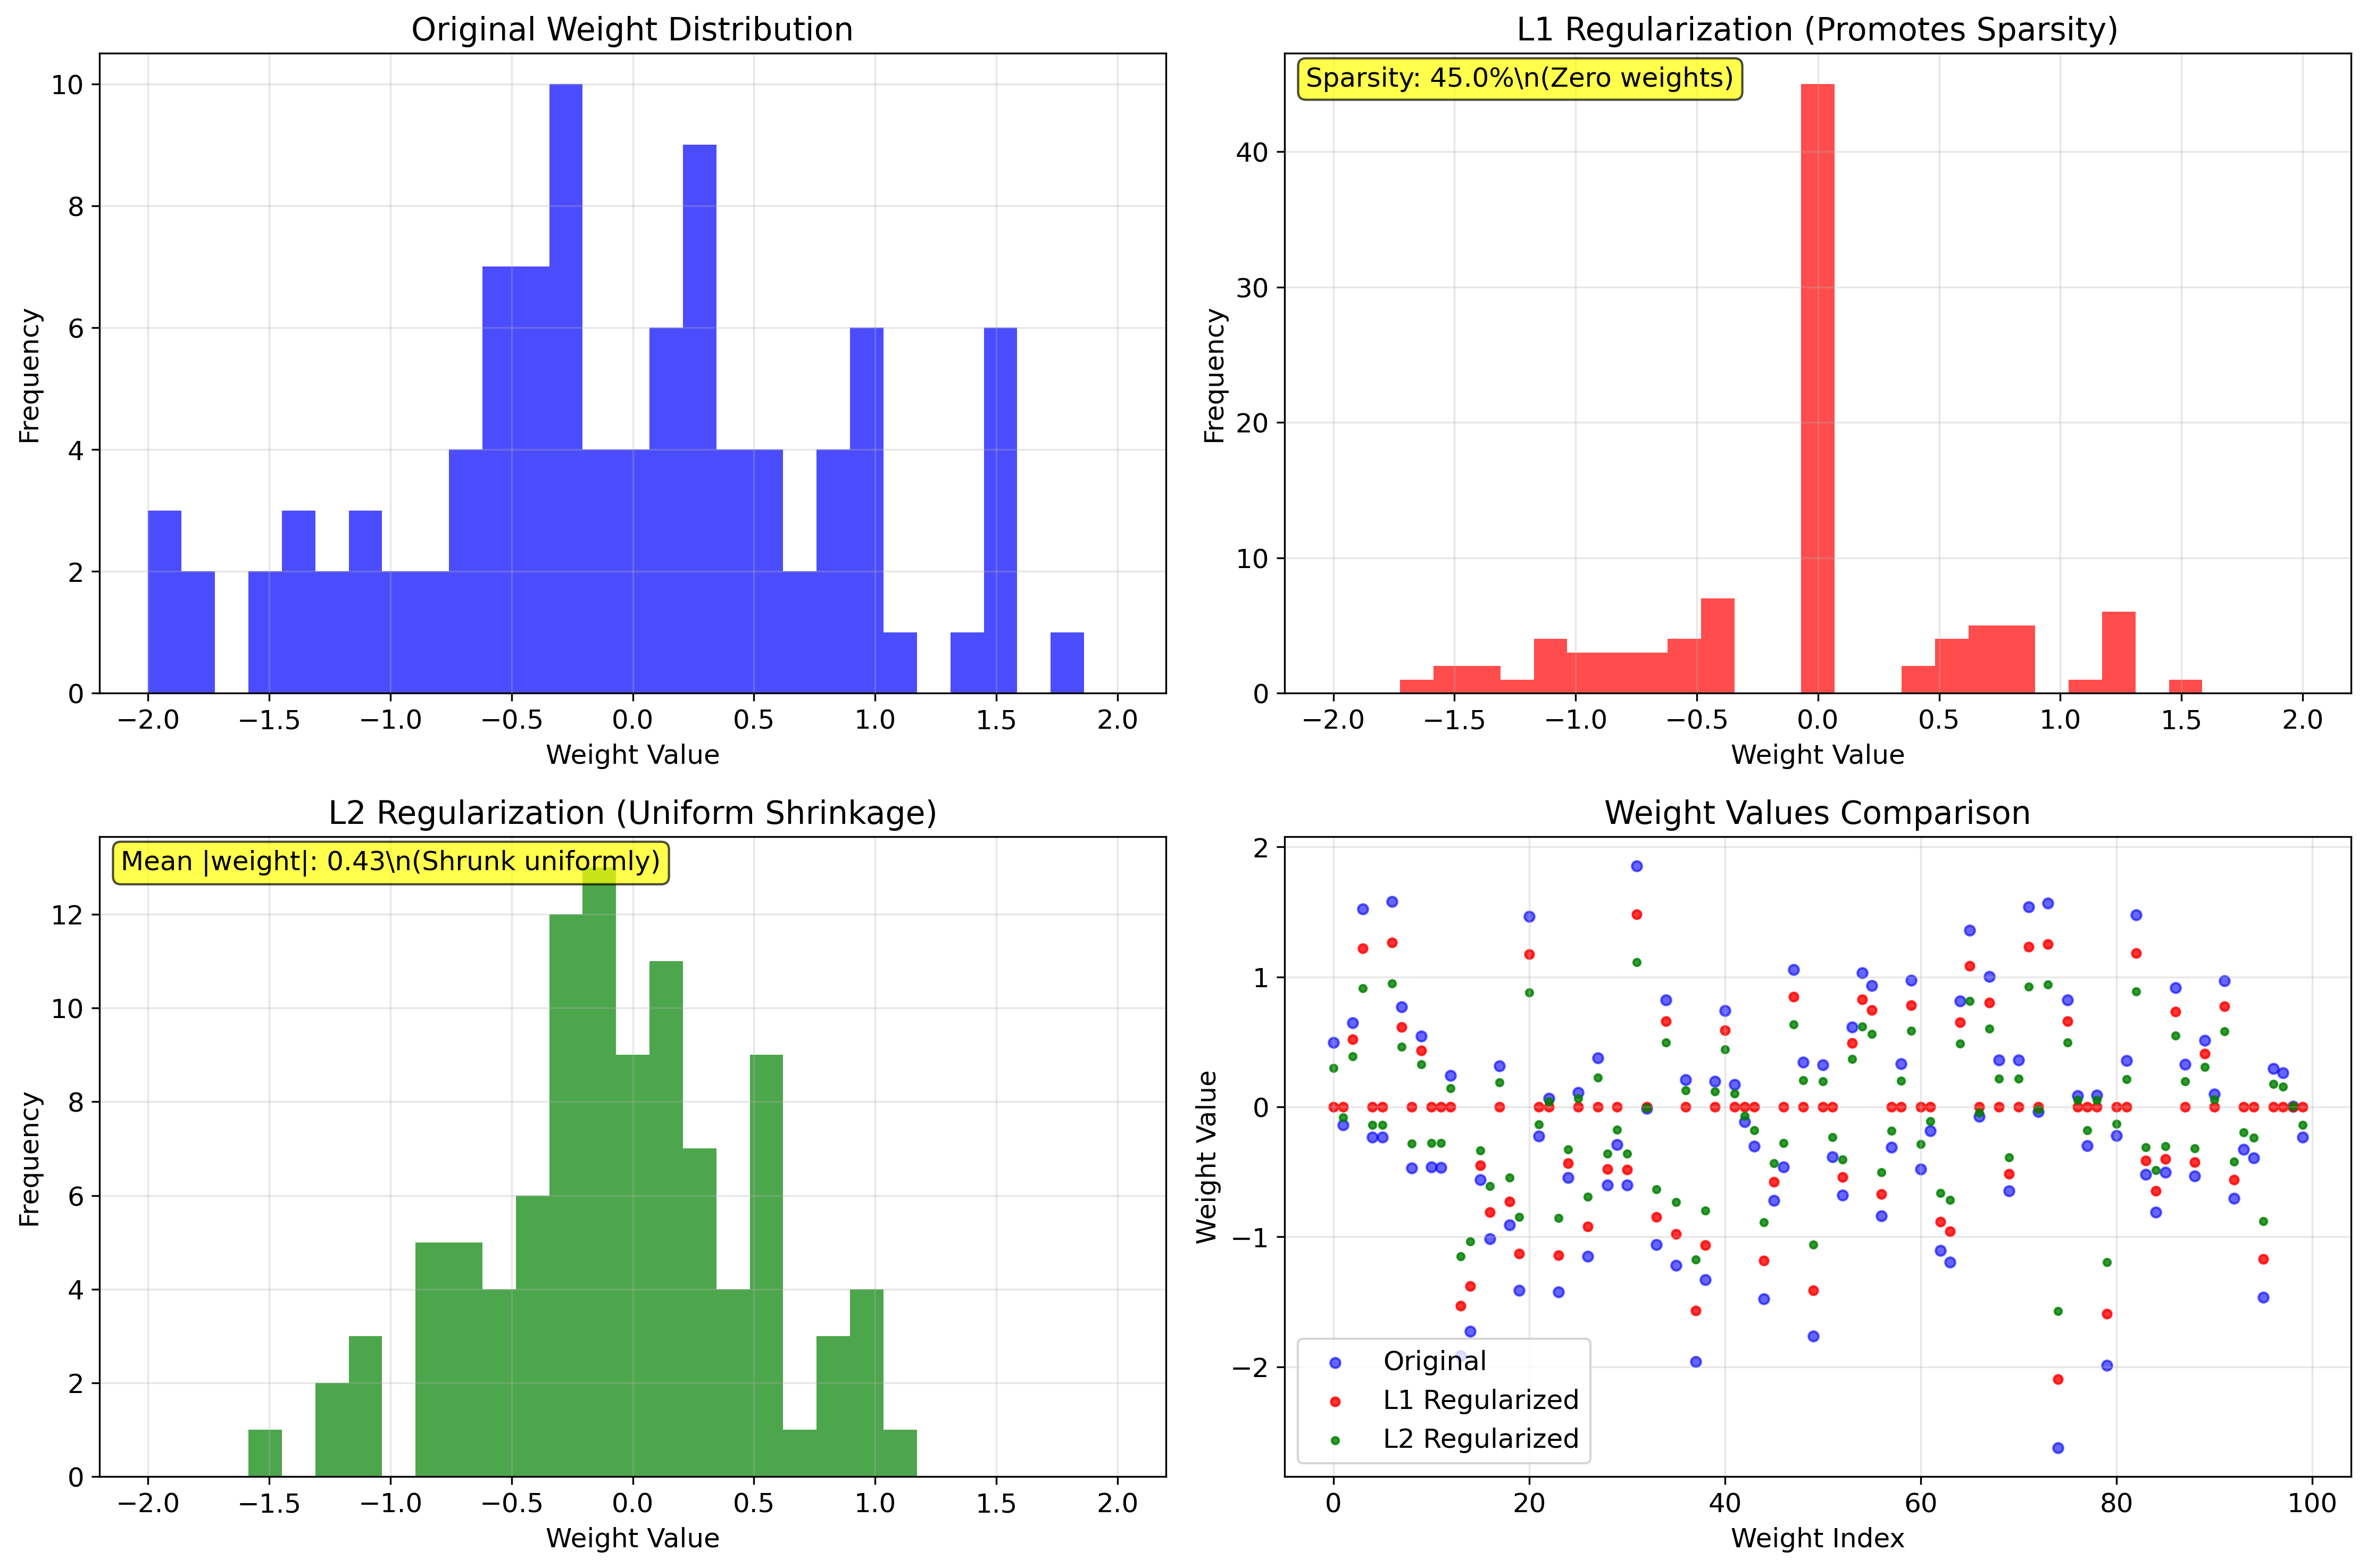 Original Weight Distribution
Frequency
10
8
6
4
2
0
−2.0 −1.5 −1.0 −0.5 0.0 0.5 1.0 1.5 2.0
Weight Value
L1 Regularization (Promotes Sparsity)
Sparsity: 45.0%\n(Zero weights)
Frequency
40
30
20
10
0
−2.0 −1.5 −1.0 −0.5 0.0 0.5 1.0 1.5 2.0
Weight Value
L2 Regularization (Uniform Shrinkage)
Mean |weight|: 0.43\n(Shrunk uniformly)
Frequency
12
10
8
6
4
2
0
−2.0 −1.5 −1.0 −0.5 0.0 0.5 1.0 1.5 2.0
Weight Value
Weight Values Comparison
Weight Value
2
1
0
−1
−2
Original
L1 Regularized
L2 Regularized
0 20 40 60 80 100
Weight Index